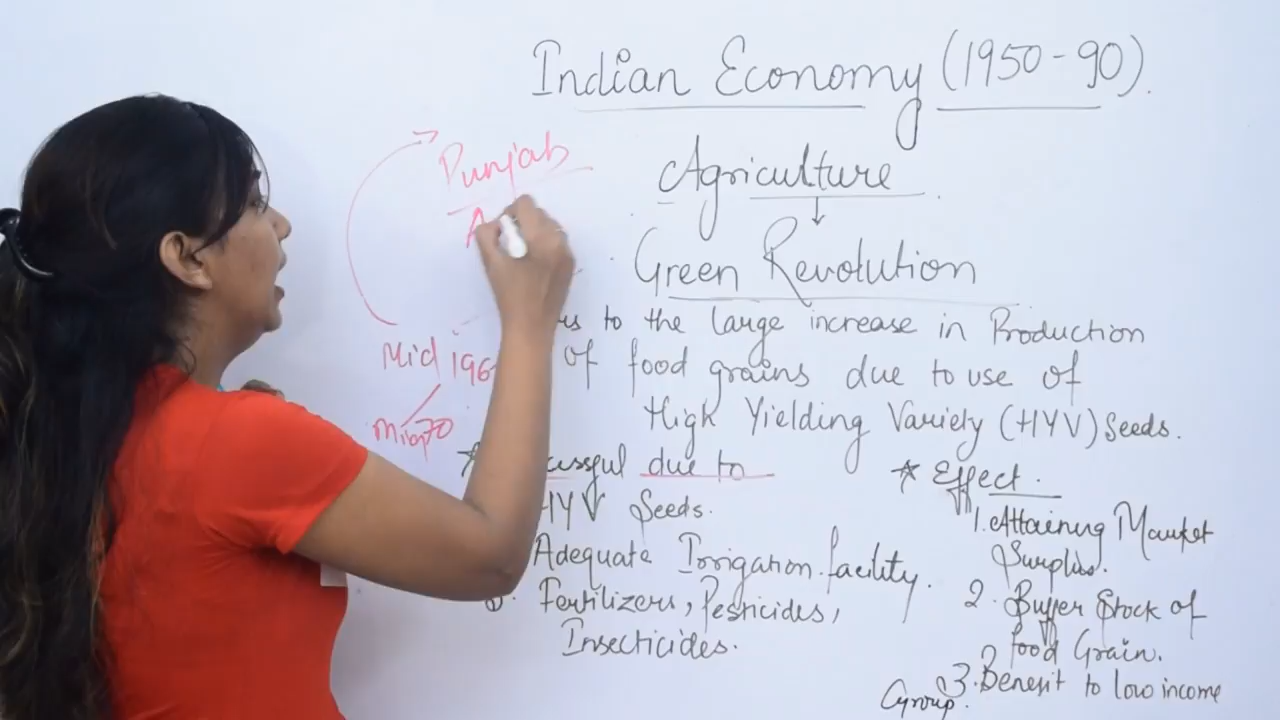 Indian Economy (1950-90).
Punjab
A
Agriculture
Green Revolution
to the large increase in Production
of food grains due to use of
High Yielding Variety (HYV) Seeds.
Mid 196
Mid 70
due to
HYV Seeds.
Adequate Irrigation facility.
Fertilizers, Pesticides,
Insecticides.
* Effect.
1. Attaining Market
Surplus.
2. Buffer Stock of
food Grain.
3. Benefit to low income
Group.